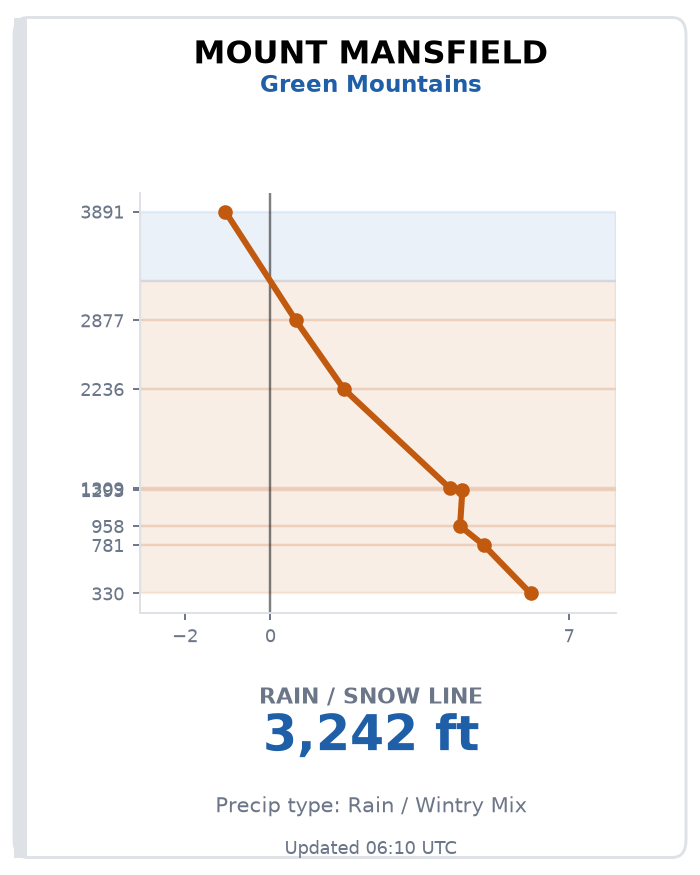 MOUNT MANSFIELD
Green Mountains
3891
2877
2236
958
781
330
−2 0 7
RAIN / SNOW LINE
3,242 ft
Precip type: Rain / Wintry Mix
Updated 06:10 UTC